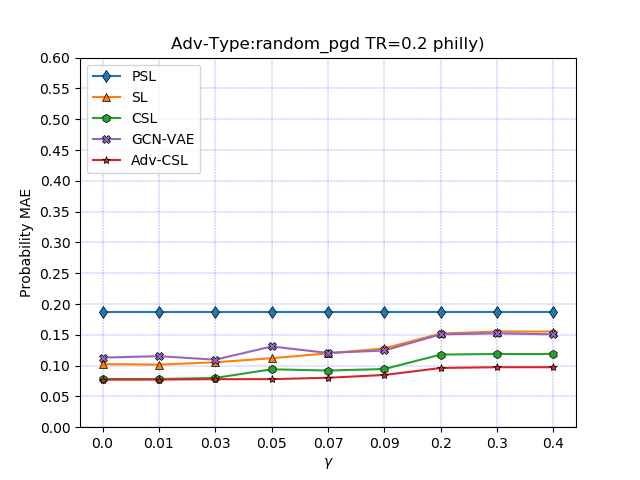 Adv-Type:random_pgd TR=0.2 philly)
Probability MAE
0.60
0.55
0.50
0.45
0.40
0.35
0.30
0.25
0.20
0.15
0.10
0.05
0.00
PSL
SL
CSL
GCN-VAE
Adv-CSL
0.0 0.01 0.03 0.05 0.07 0.09 0.2 0.3 0.4
γ